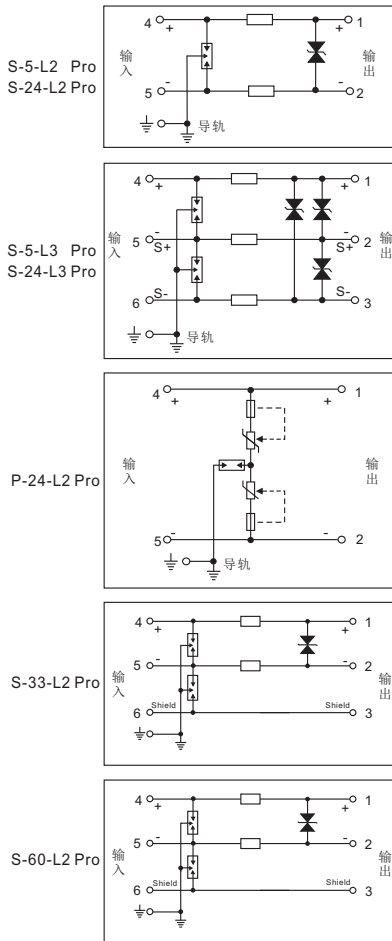 S-5-L2 Pro
S-24-L2 Pro
4 + + 1
输入
输出
5 - - 2
导轨
S-5-L3 Pro
S-24-L3 Pro
4 + + 1
输入
输出
5 - S+ - S+ 2
6 S- S- 3
导轨
P-24-L2 Pro
4 + + 1
输入
输出
5 - - 2
导轨
S-33-L2 Pro
4 + + 1
输入
输出
5 - - 2
6 Shield Shield 3
S-60-L2 Pro
4 + + 1
输入
输出
5 - - 2
6 Shield Shield 3